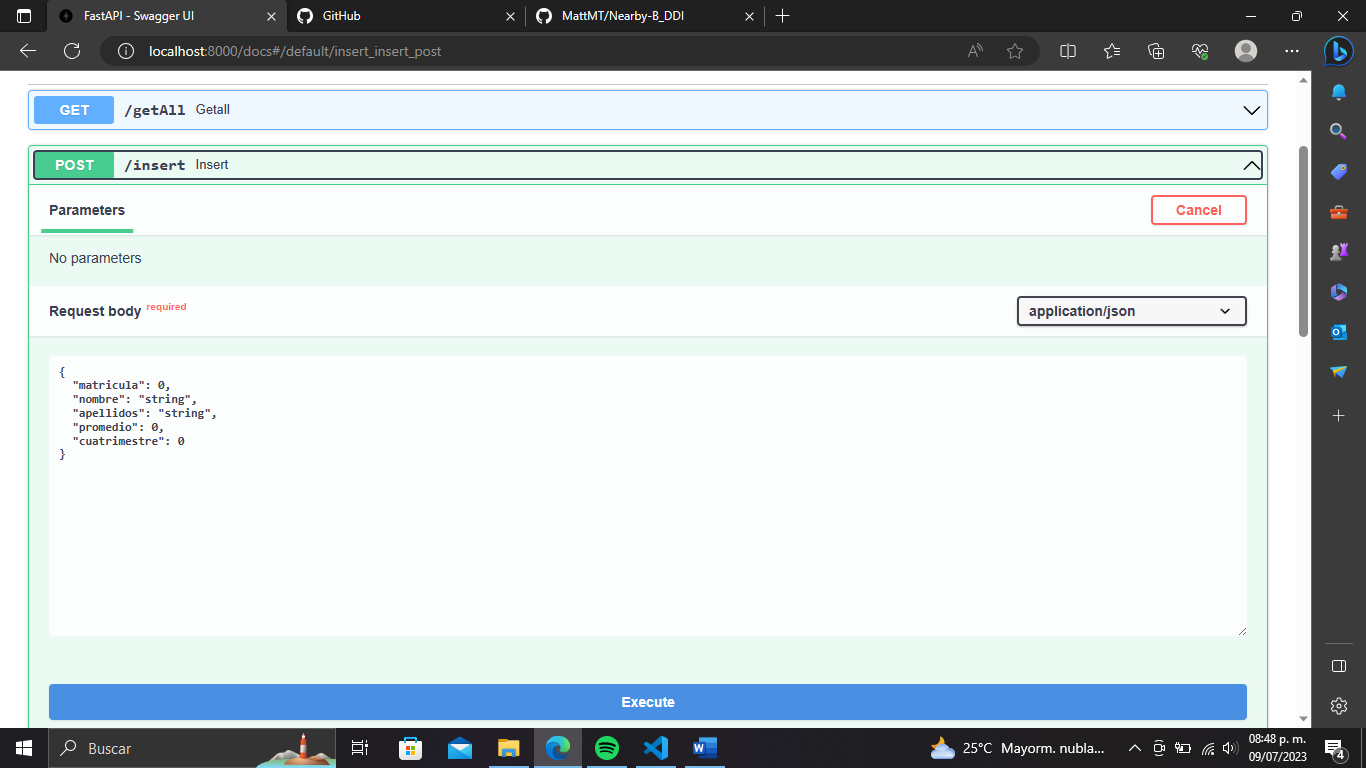 FastAPI - Swagger UI
GitHub
MattMT/Nearby-B_DDI
localhost:8000/docs#/default/insert_insert_post
GET /getAll Getall
POST /insert Insert
Parameters
Cancel
No parameters
Request body required
application/json
{
"matricula": 0,
"nombre": "string",
"apellidos": "string",
"promedio": 0,
"cuatrimestre": 0
}
Execute
Buscar
25°C Mayorm. nubla...
08:48 p. m.
09/07/2023
4